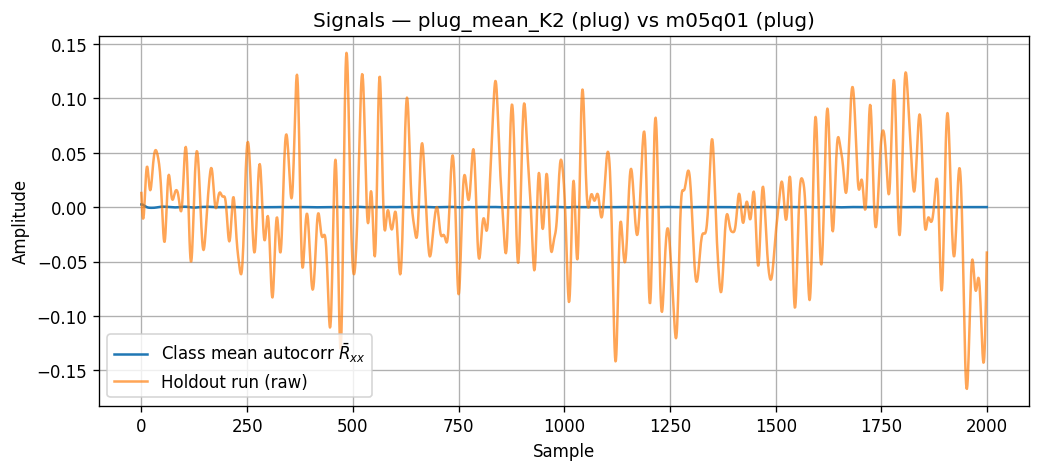 Signals — plug_mean_K2 (plug) vs m05q01 (plug)
Amplitude
0.15
0.10
0.05
0.00
−0.05
−0.10
−0.15
Class mean autocorr R̄xx
Holdout run (raw)
0 250 500 750 1000 1250 1500 1750 2000
Sample